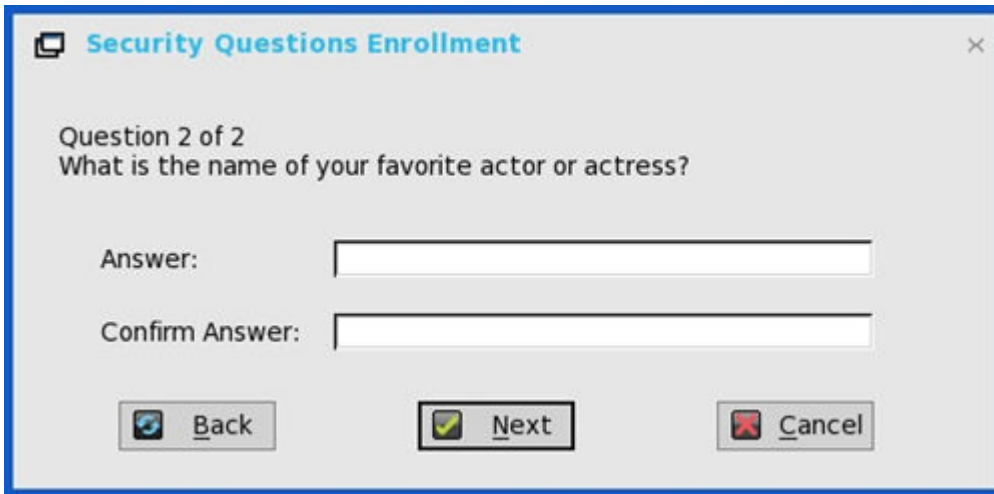 Security Questions Enrollment
Question 2 of 2
What is the name of your favorite actor or actress?
Answer:
Confirm Answer:
Back Next Cancel